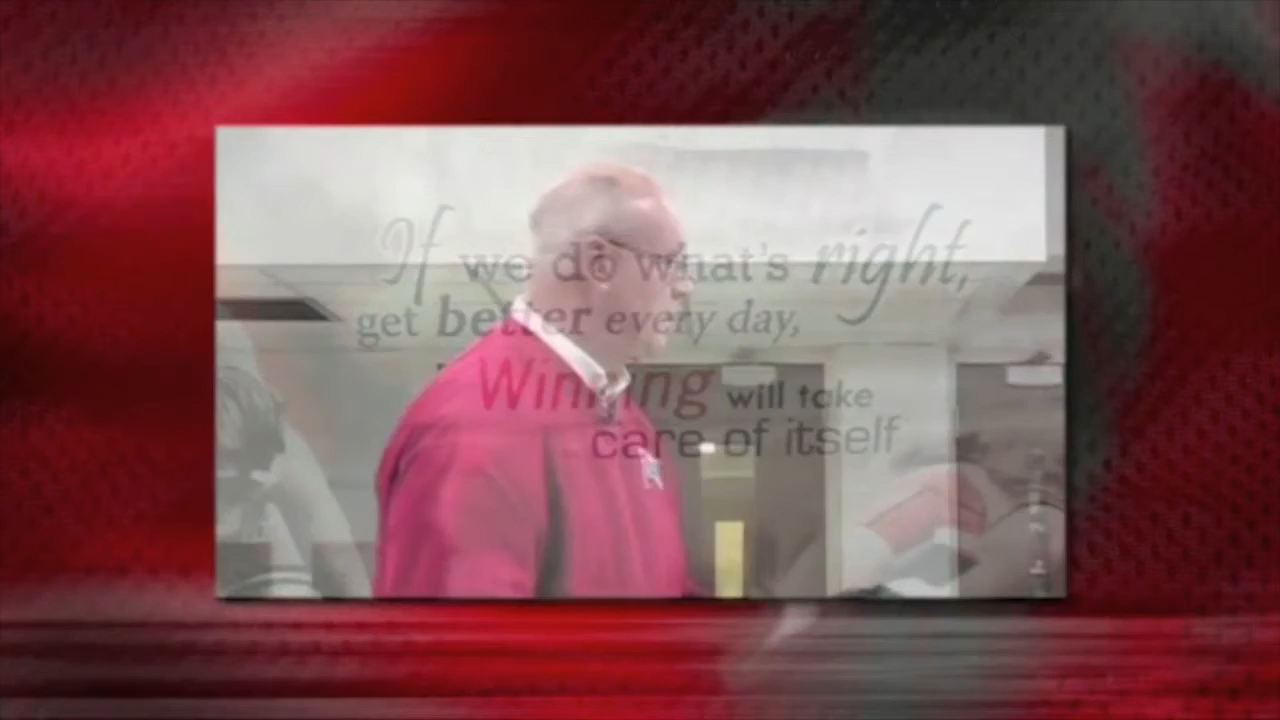 If we do what's right,
get better every day,
Winning will take
care of itself